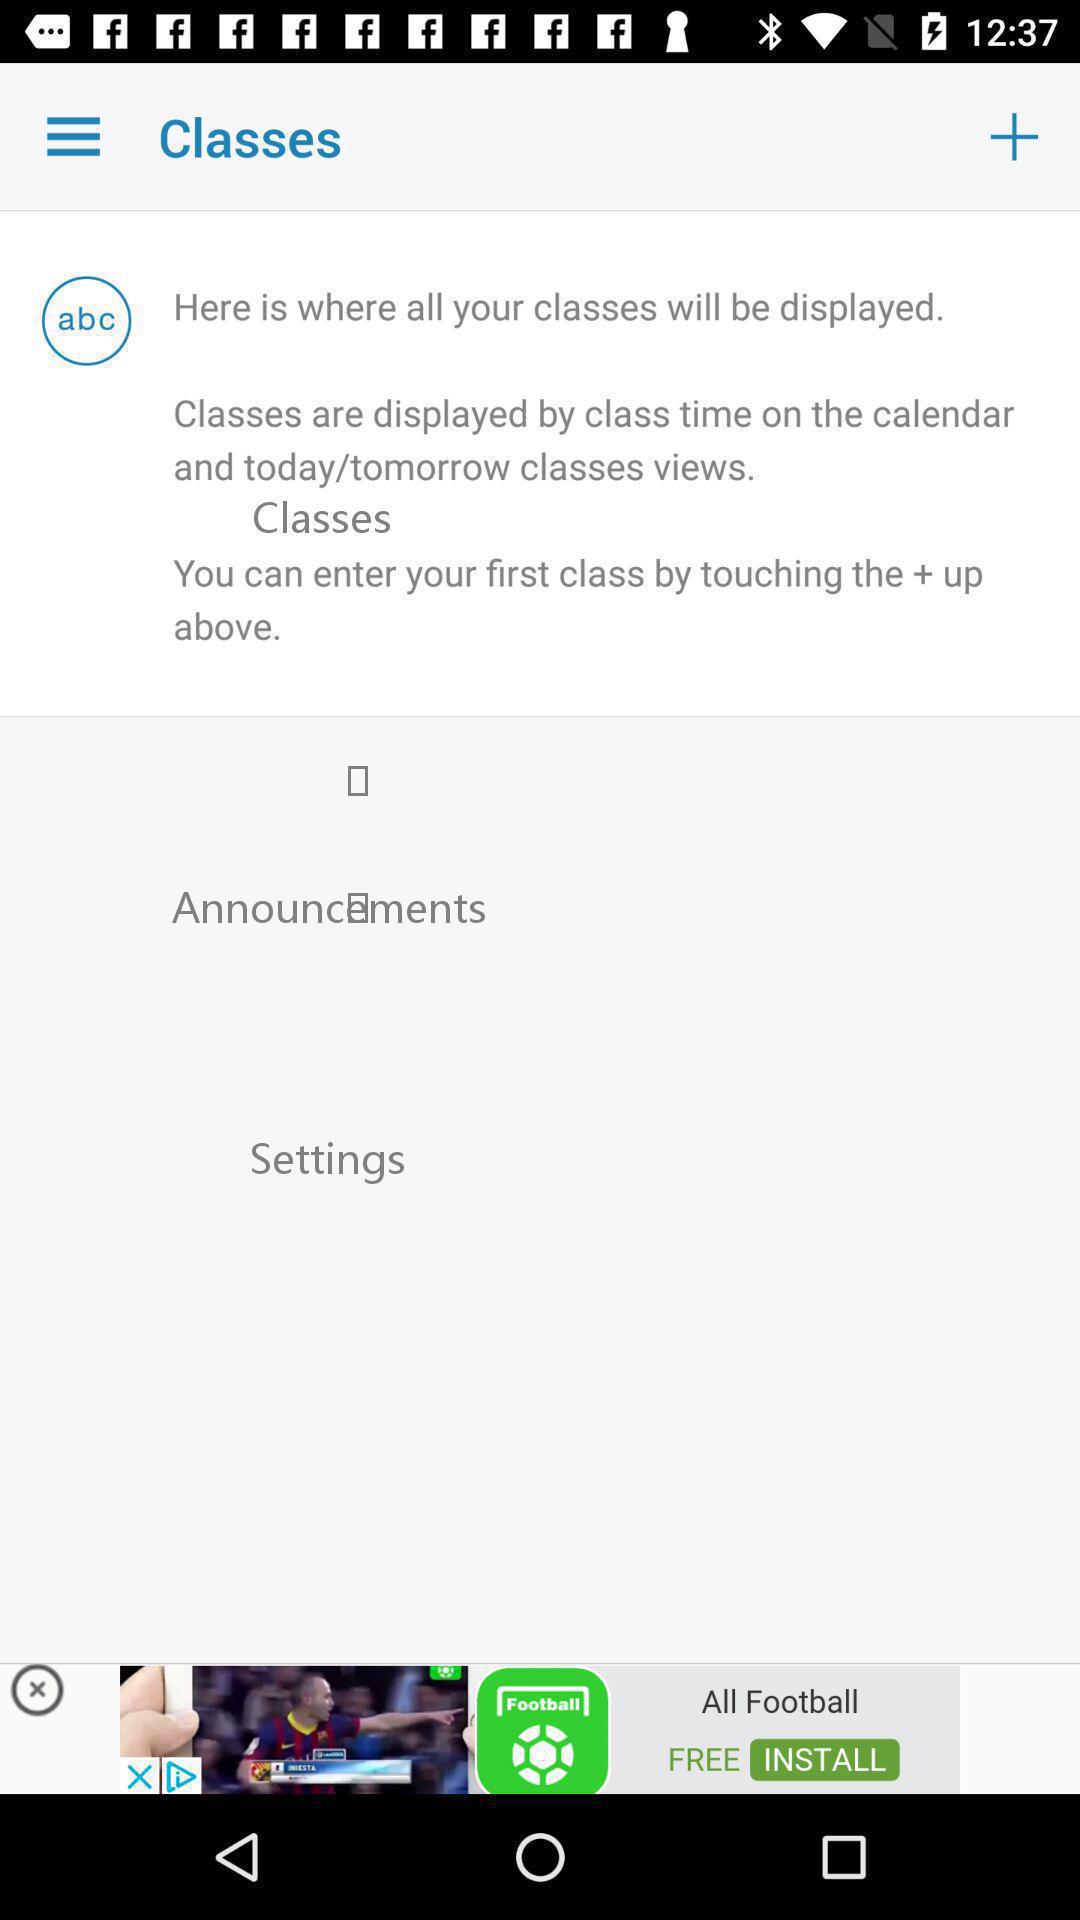 12:37
Classes
abc
Here is where all your classes will be displayed.
Classes are displayed by class time on the calendar
and today/tomorrow classes views.
Classes
You can enter your first class by touching the + up
above.
Announcements
Settings
Football
All Football
INIESTA
FREE INSTALL